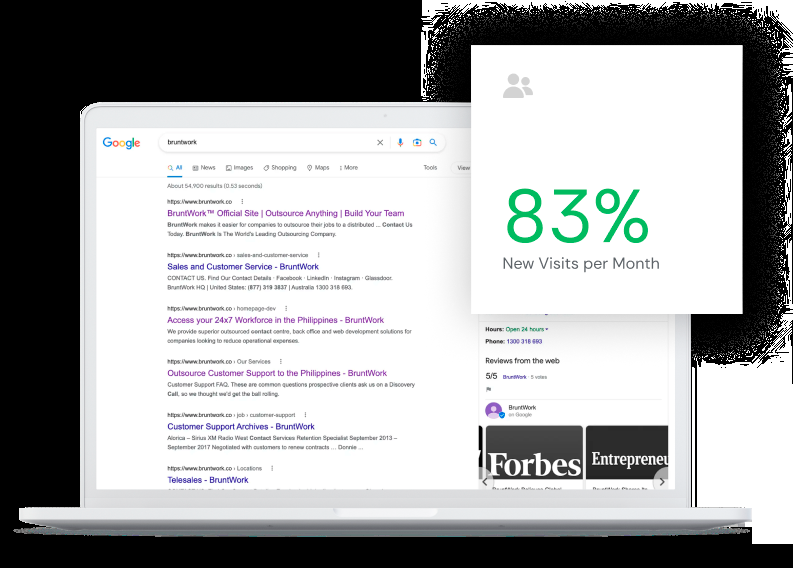 Google
bruntwork
All
News
Images
Shopping
Maps
More
Tools
View
About 54,900 results (0.53 seconds)
https://www.bruntwork.co
BruntWork™ Official Site | Outsource Anything | Build Your Team
BruntWork makes it easier for companies to outsource their jobs to a distributed ... Contact Us
Today. BruntWork Is The World's Leading Outsourcing Company.
https://www.bruntwork.co › sales-and-customer-service
Sales and Customer Service - BruntWork
CONTACT US. Find Our Contact Details · Facebook · LinkedIn · Instagram · Glassdoor.
BruntWork HQ | United States: (877) 319 3837 | Australia 1300 318 693.
https://www.bruntwork.co › homepage-dev
Access your 24x7 Workforce in the Philippines - BruntWork
We provide superior outsourced contact centre, back office and web development solutions for
companies looking to reduce operational expenses.
https://www.bruntwork.co › Our Services
Outsource Customer Support to the Philippines - BruntWork
Customer Support FAQ. These are common questions prospective clients ask us on a Discovery
Call, so we thought we'd get the ball rolling.
https://www.bruntwork.co › job › customer-support
Customer Support Archives - BruntWork
Alorica – Sirius XM Radio West Contact Services Retention Specialist September 2013 –
September 2017 Negotiated with customers to renew contracts ... Donnie ...
https://www.bruntwork.co › Locations
Telesales - BruntWork
83%
New Visits per Month
Hours: Open 24 hours
Phone: 1300 318 693
Reviews from the web
5/5 BruntWork · 5 votes
BruntWork
on Google
Forbes
Entrepreneu